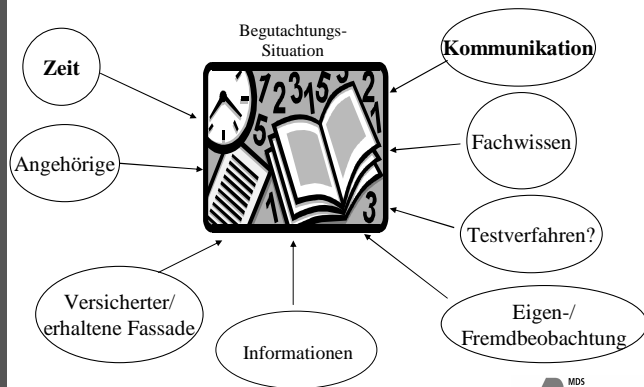 Begutachtungs-
Situation
Zeit
Kommunikation
Angehörige
Fachwissen
Testverfahren?
Versicherter/
erhaltene Fassade
Informationen
Eigen-/
Fremdbeobachtung
MDS